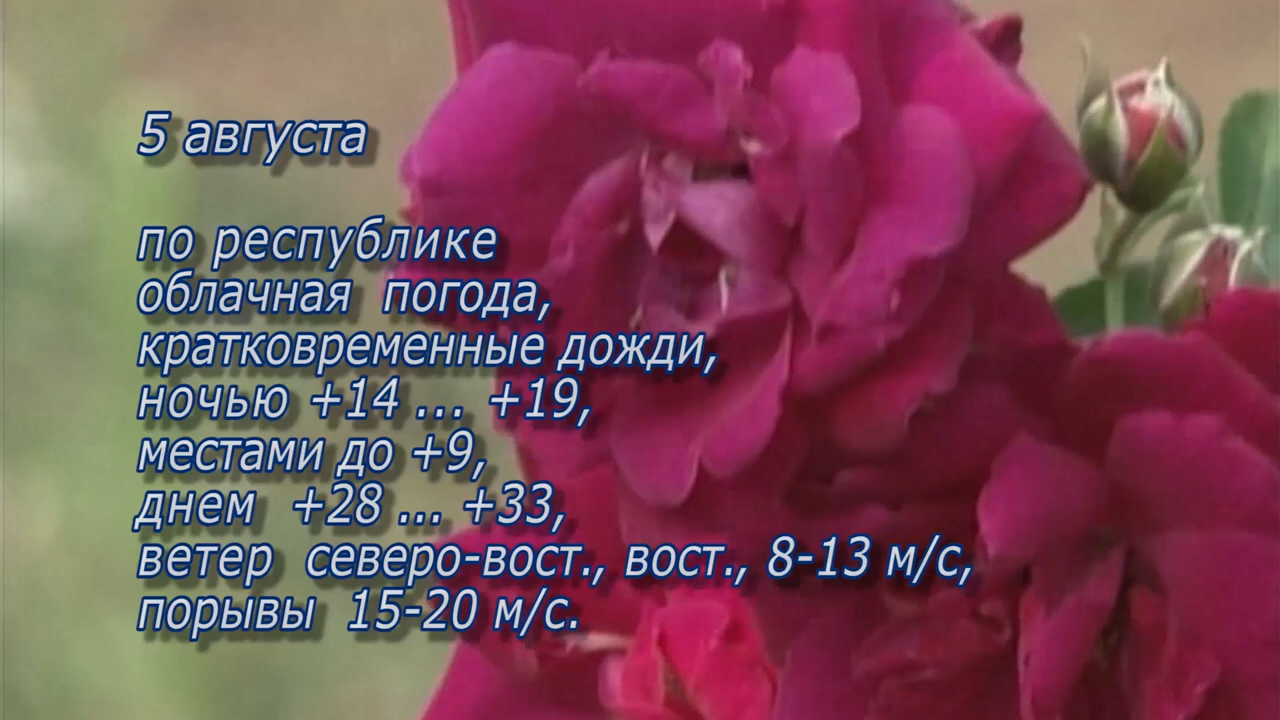 5 августа
по республике
облачная погода,
кратковременные дожди,
ночью +14 ... +19,
местами до +9,
днем +28 ... +33,
ветер северо-вост., вост., 8-13 м/с,
порывы 15-20 м/с.